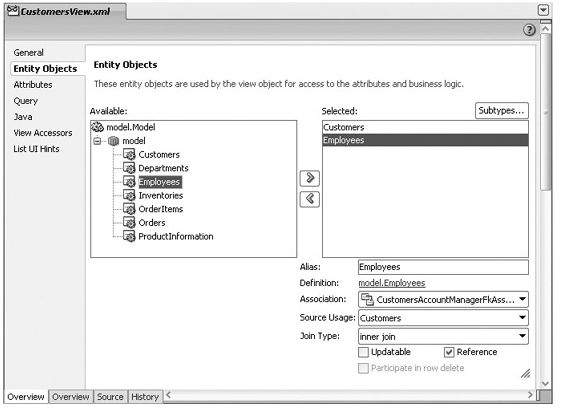 CustomersView.xml
General
Entity Objects
Attributes
Query
Java
View Accessors
List UI Hints
Entity Objects
These entity objects are used by the view object for access to the attributes and business logic.
Available:
model.Model
model
Customers
Departments
Employees
Inventories
OrderItems
Orders
ProductInformation
Selected:
Subtypes...
Customers
Employees
Alias: Employees
Definition: model.Employees
Association: CustomersAccountManagerFkAss...
Source Usage: Customers
Join Type: inner join
Updatable Reference
Participate in row delete
Overview Overview Source History